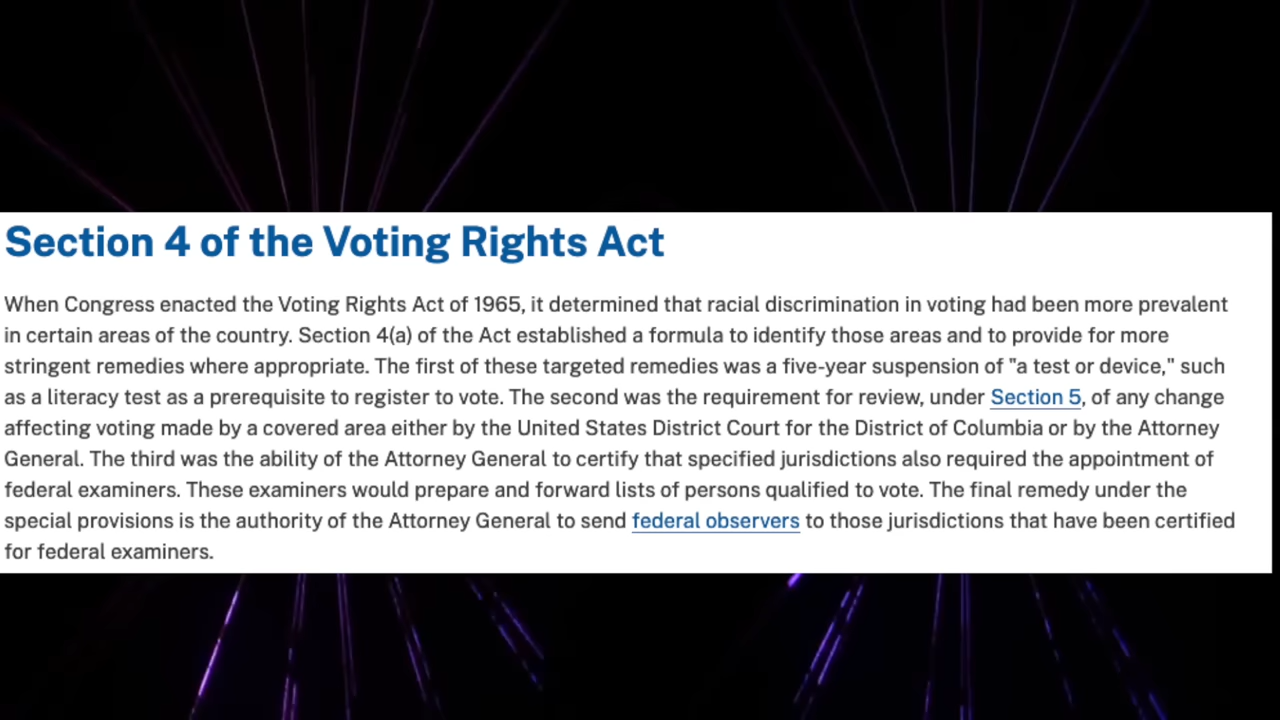 Section 4 of the Voting Rights Act
When Congress enacted the Voting Rights Act of 1965, it determined that racial discrimination in voting had been more prevalent
in certain areas of the country. Section 4(a) of the Act established a formula to identify those areas and to provide for more
stringent remedies where appropriate. The first of these targeted remedies was a five-year suspension of "a test or device," such
as a literacy test as a prerequisite to register to vote. The second was the requirement for review, under Section 5, of any change
affecting voting made by a covered area either by the United States District Court for the District of Columbia or by the Attorney
General. The third was the ability of the Attorney General to certify that specified jurisdictions also required the appointment of
federal examiners. These examiners would prepare and forward lists of persons qualified to vote. The final remedy under the
special provisions is the authority of the Attorney General to send federal observers to those jurisdictions that have been certified
for federal examiners.